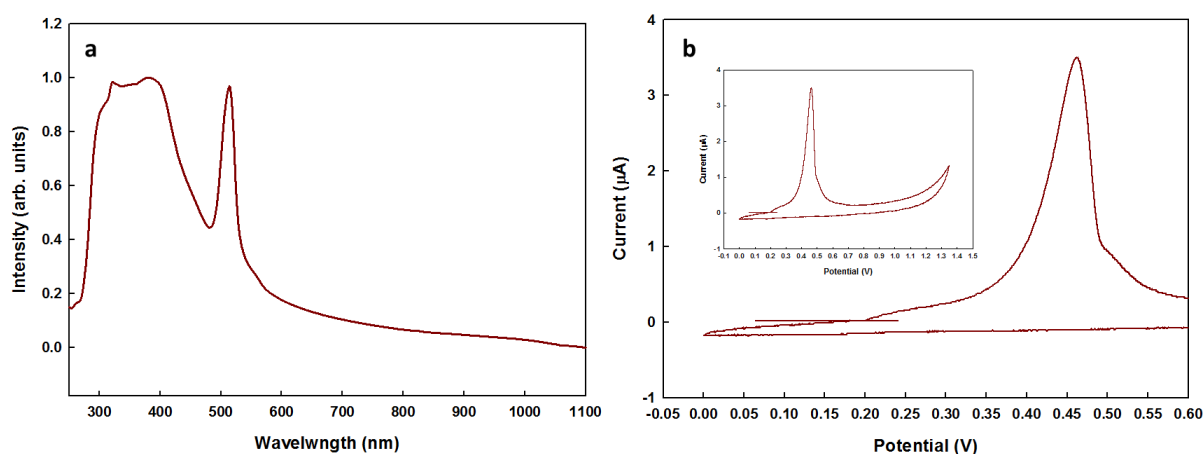 a
Intensity (arb. units)
1.2
1.0
0.8
0.6
0.4
0.2
0.0
300 400 500 600 700 800 900 1000 1100
Wavelwngth (nm)
b
Current (µA)
4
3
2
1
0
-1
-0.05 0.00 0.05 0.10 0.15 0.20 0.25 0.30 0.35 0.40 0.45 0.50 0.55 0.60
Potential (V)
Current (µA)
4
3
2
1
0
-1
-0.1 0.0 0.1 0.2 0.3 0.4 0.5 0.6 0.7 0.8 0.9 1.0 1.1 1.2 1.3 1.4 1.5
Potential (V)